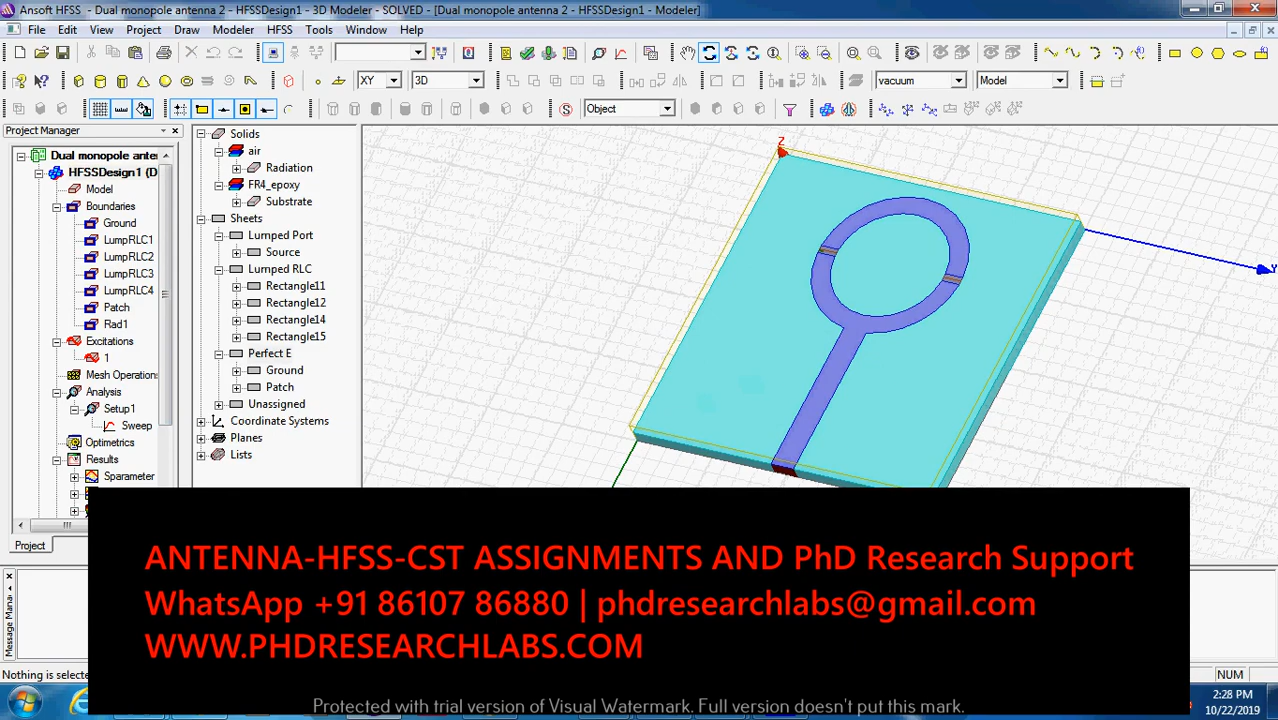 Ansoft HFSS - Dual monopole antenna 2 - HFSSDesign1 - 3D Modeler - SOLVED - [Dual monopole antenna 2 - HFSSDesign1 - Modeler]
File Edit View Project Draw Modeler HFSS Tools Window Help
XY 3D vacuum Model
Object
Project Manager
Dual monopole ante
HFSSDesign1 (D
Model
Boundaries
Ground
LumpRLC1
LumpRLC2
LumpRLC3
LumpRLC4
Patch
Rad1
Excitations
1
Mesh Operation
Analysis
Setup1
Sweep
Optimetrics
Results
Sparameter
Project
Solids
air
Radiation
FR4_epoxy
Substrate
Sheets
Lumped Port
Source
Lumped RLC
Rectangle11
Rectangle12
Rectangle14
Rectangle15
Perfect E
Ground
Patch
Unassigned
Coordinate Systems
Planes
Lists
Z
Y
Message Mana
ANTENNA-HFSS-CST ASSIGNMENTS AND PhD Research Support
WhatsApp +91 86107 86880 | phdresearchlabs@gmail.com
WWW.PHDRESEARCHLABS.COM
Nothing is selecte
NUM
2:28 PM
10/22/2019
Protected with trial version of Visual Watermark. Full version doesn't put this mark.